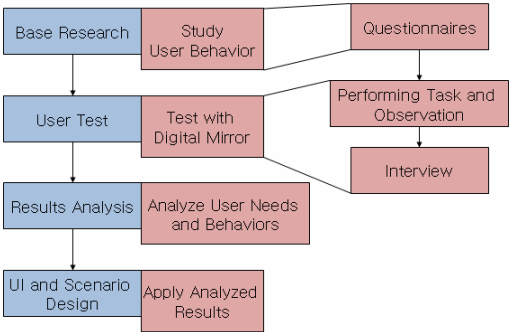 Base Research
Study
User Behavior
Questionnaires
User Test
Test with
Digital Mirror
Performing Task and
Observation
Interview
Results Analysis
Analyze User Needs
and Behaviors
UI and Scenario
Design
Apply Analyzed
Results